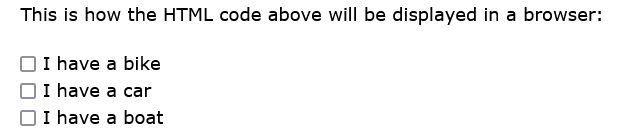 This is how the HTML code above will be displayed in a browser:
I have a bike
I have a car
I have a boat